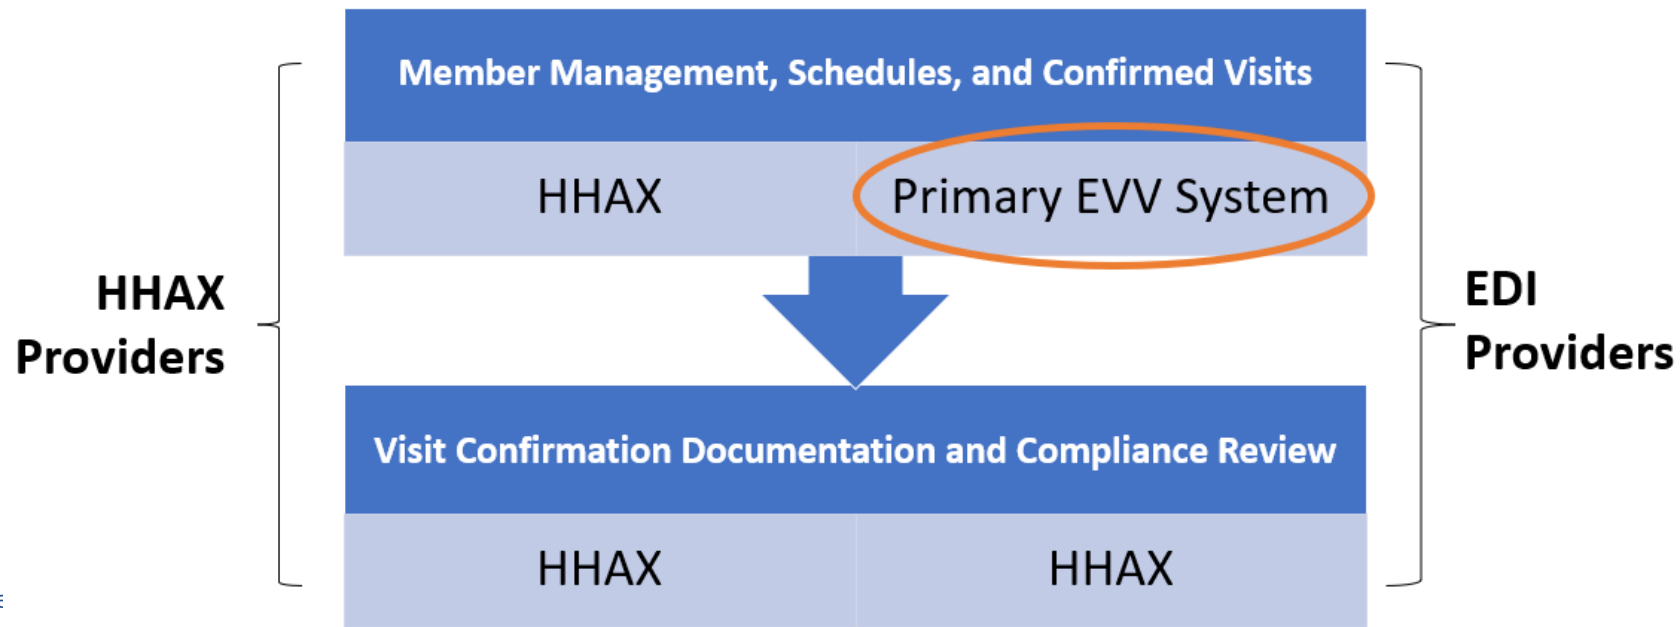 Member Management, Schedules, and Confirmed Visits
HHAX
Primary EVV System
HHAX
Providers
EDI
Providers
Visit Confirmation Documentation and Compliance Review
HHAX
HHAX